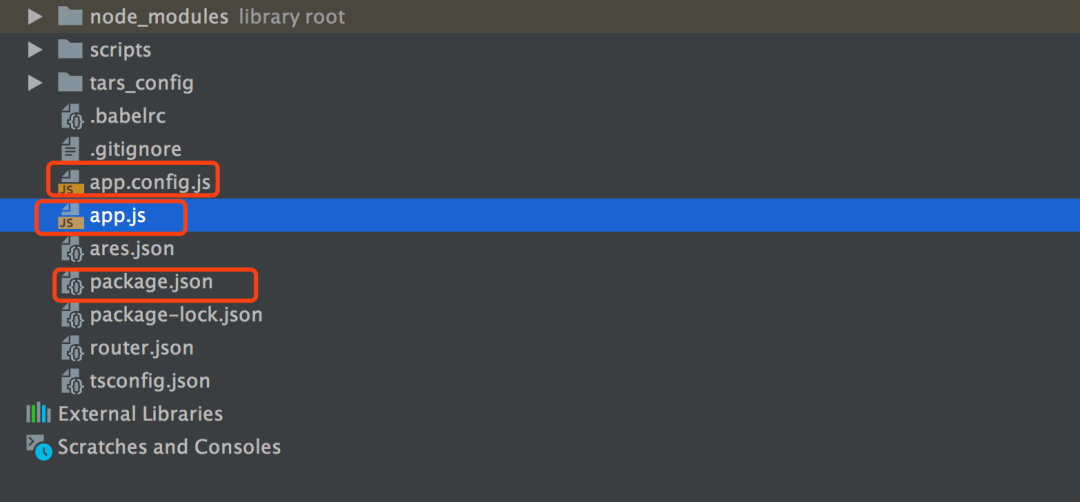 node_modules library root
scripts
tars_config
.babelrc
.gitignore
JS app.config.js
JS app.js
ares.json
package.json
package-lock.json
router.json
tsconfig.json
External Libraries
Scratches and Consoles